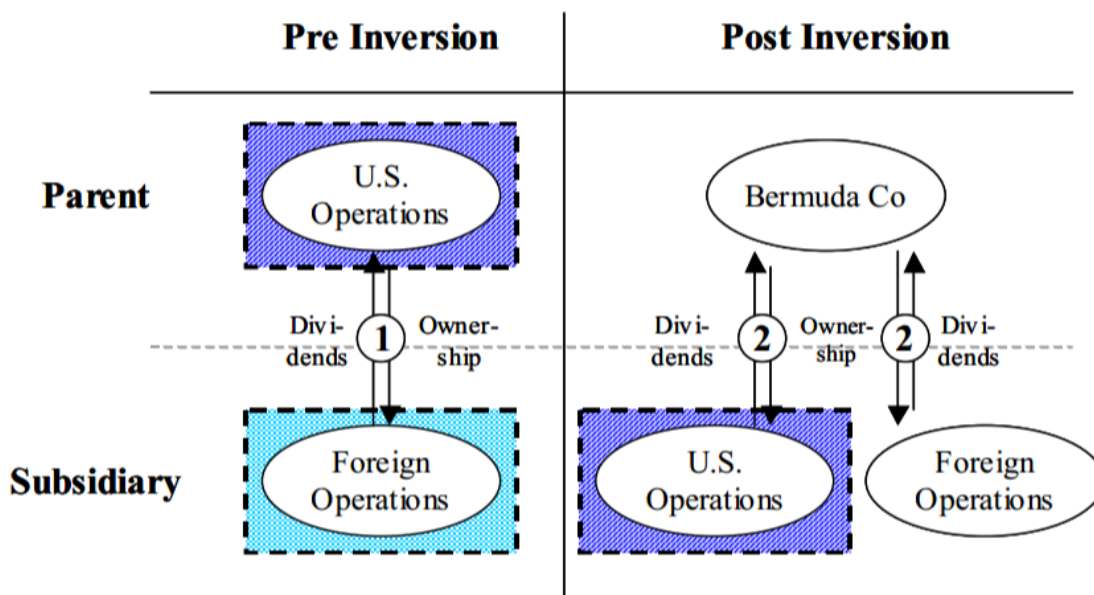 Pre Inversion
Post Inversion
Parent
U.S.
Operations
Bermuda Co
Divi-
dends
1
Owner-
ship
Divi-
dends
2
Owner-
ship
2
Divi-
dends
Subsidiary
Foreign
Operations
U.S.
Operations
Foreign
Operations